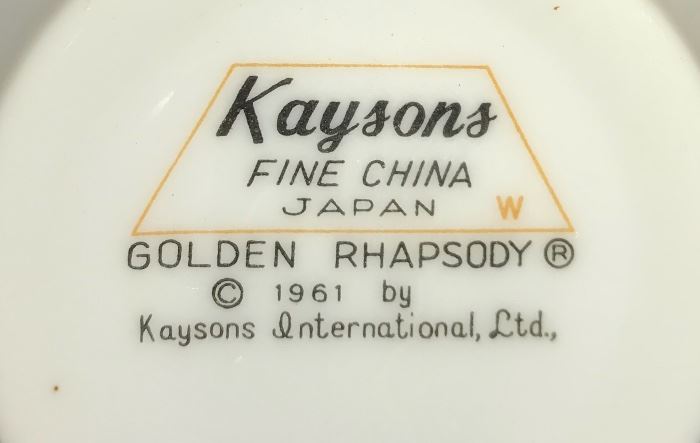 Kaysons
FINE CHINA
JAPAN W
GOLDEN RHAPSODY ®
© 1961 by
Kaysons International, Ltd.,